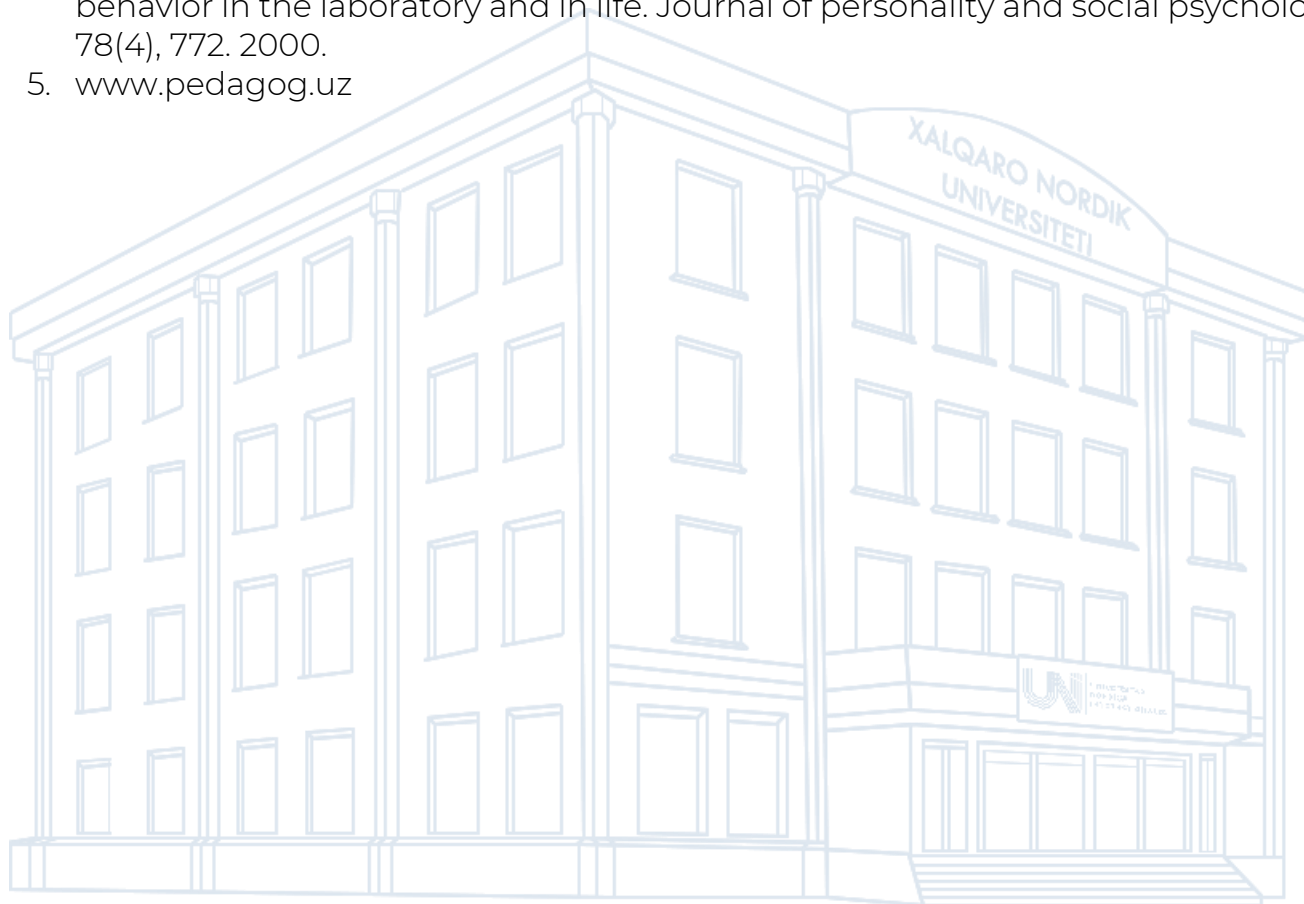 behavior in the laboratory and in life. Journal of personality and social psycholo
78(4), 772. 2000.
5. www.pedagog.uz
XALQARO NORDIK
UNIVERSITETI
UN